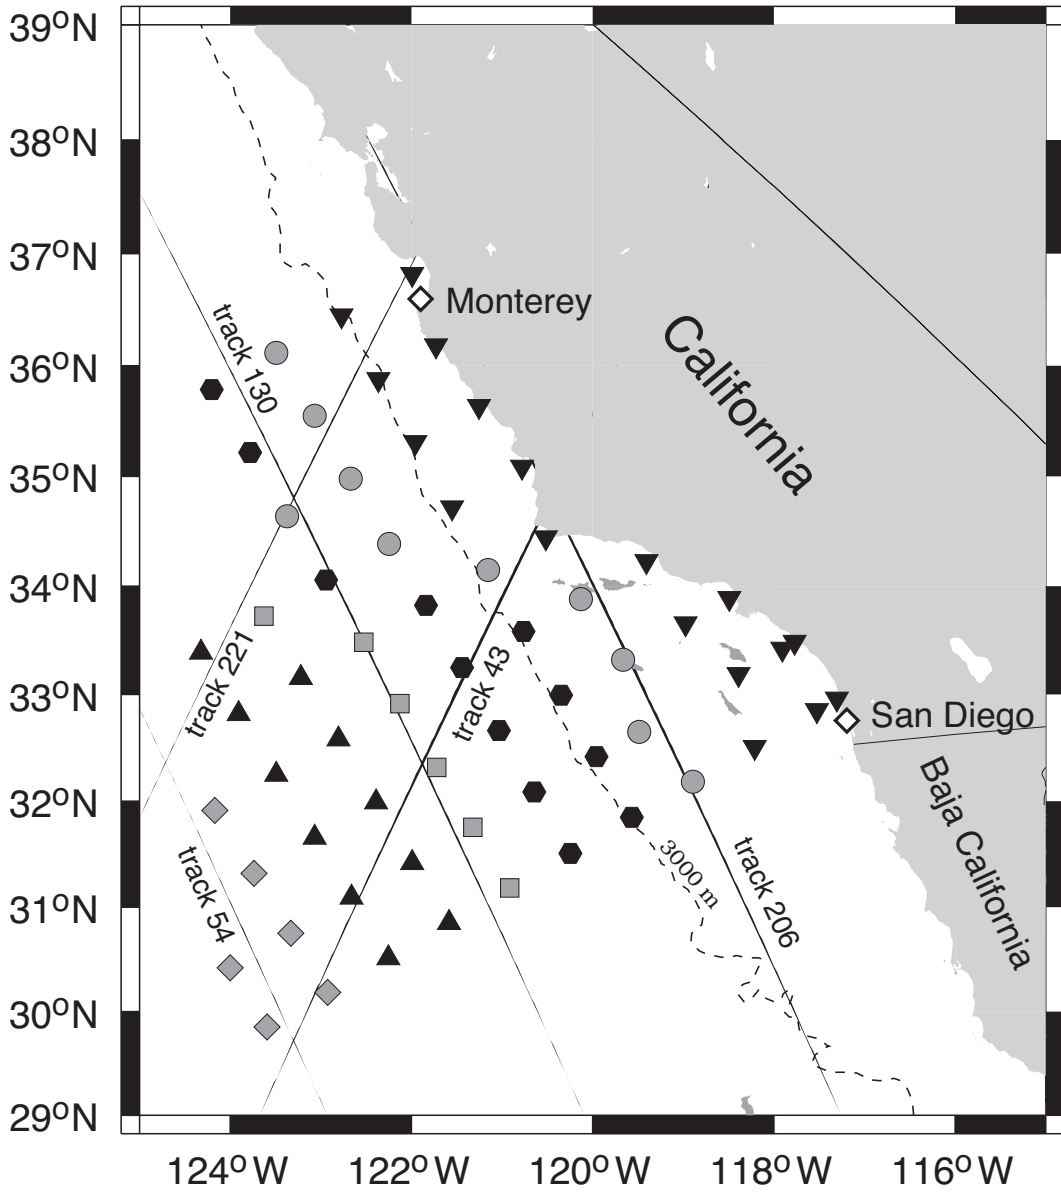 39°N
38°N
37°N
36°N
35°N
34°N
33°N
32°N
31°N
30°N
29°N
124°W
122°W
120°W
118°W
116°W
Monterey
California
track 130
track 221
track 43
San Diego
Baja California
track 54
3000 m
track 206